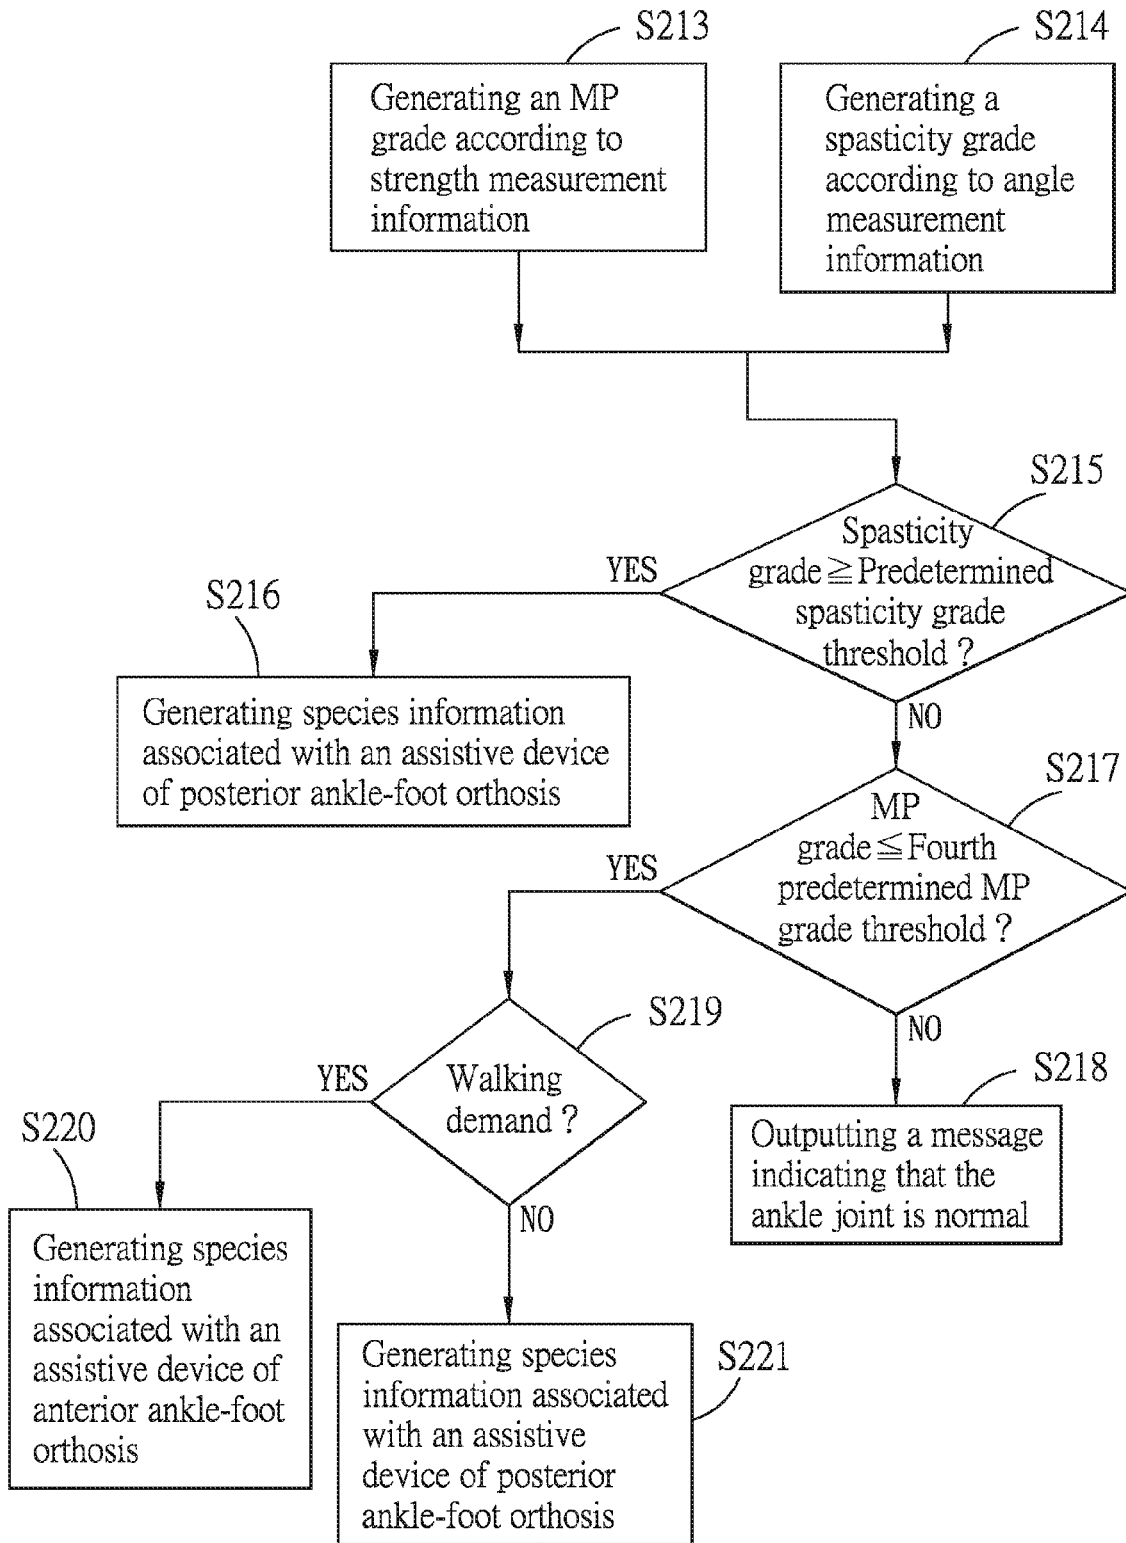 S213
Generating an MP
grade according to
strength measurement
information
S214
Generating a
spasticity grade
according to angle
measurement
information
S215
Spasticity
grade≧Predetermined
spasticity grade
threshold？
YES
NO
S216
Generating species information
associated with an assistive device
of posterior ankle-foot orthosis
S217
MP
grade≦Fourth
predetermined MP
grade threshold？
YES
NO
S219
Walking
demand？
YES
NO
S218
Outputting a message
indicating that the
ankle joint is normal
S220
Generating species
information
associated with an
assistive device of
anterior ankle-foot
orthosis
S221
Generating species
information associated
with an assistive
device of posterior
ankle-foot orthosis